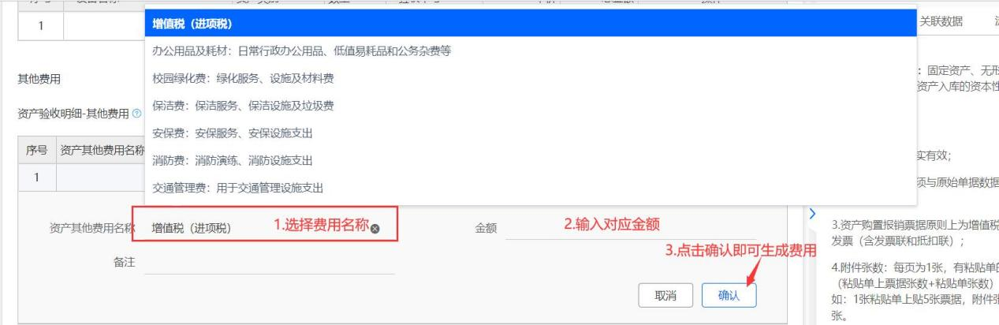 增值税（进项税）
1
办公用品及耗材：日常行政办公用品、低值易耗品和公务杂费等
校园绿化费：绿化服务、设施及材料费
保洁费：保洁服务、保洁设施及垃圾费
安保费：安保服务、安保设施支出
消防费：消防演练、消防设施支出
交通管理费：用于交通管理设施支出
其他费用
资产验收明细-其他费用
序号 资产其他费用名称
1
资产其他费用名称 增值税（进项税） 1.选择费用名称
金额 2.输入对应金额
备注
3.点击确认即可生成费用
取消 确认
关联数据
：固定资产、无形
资产入库的资本性
实有效；
须与原始单据数据
3.资产购置报销票据原则上为增值税
发票（含发票联和抵扣联）；
4.附件张数：每页为1张，有粘贴单的
（粘贴单上票据张数+粘贴单张数）
如：1张粘贴单上贴5张票据，附件张
张。